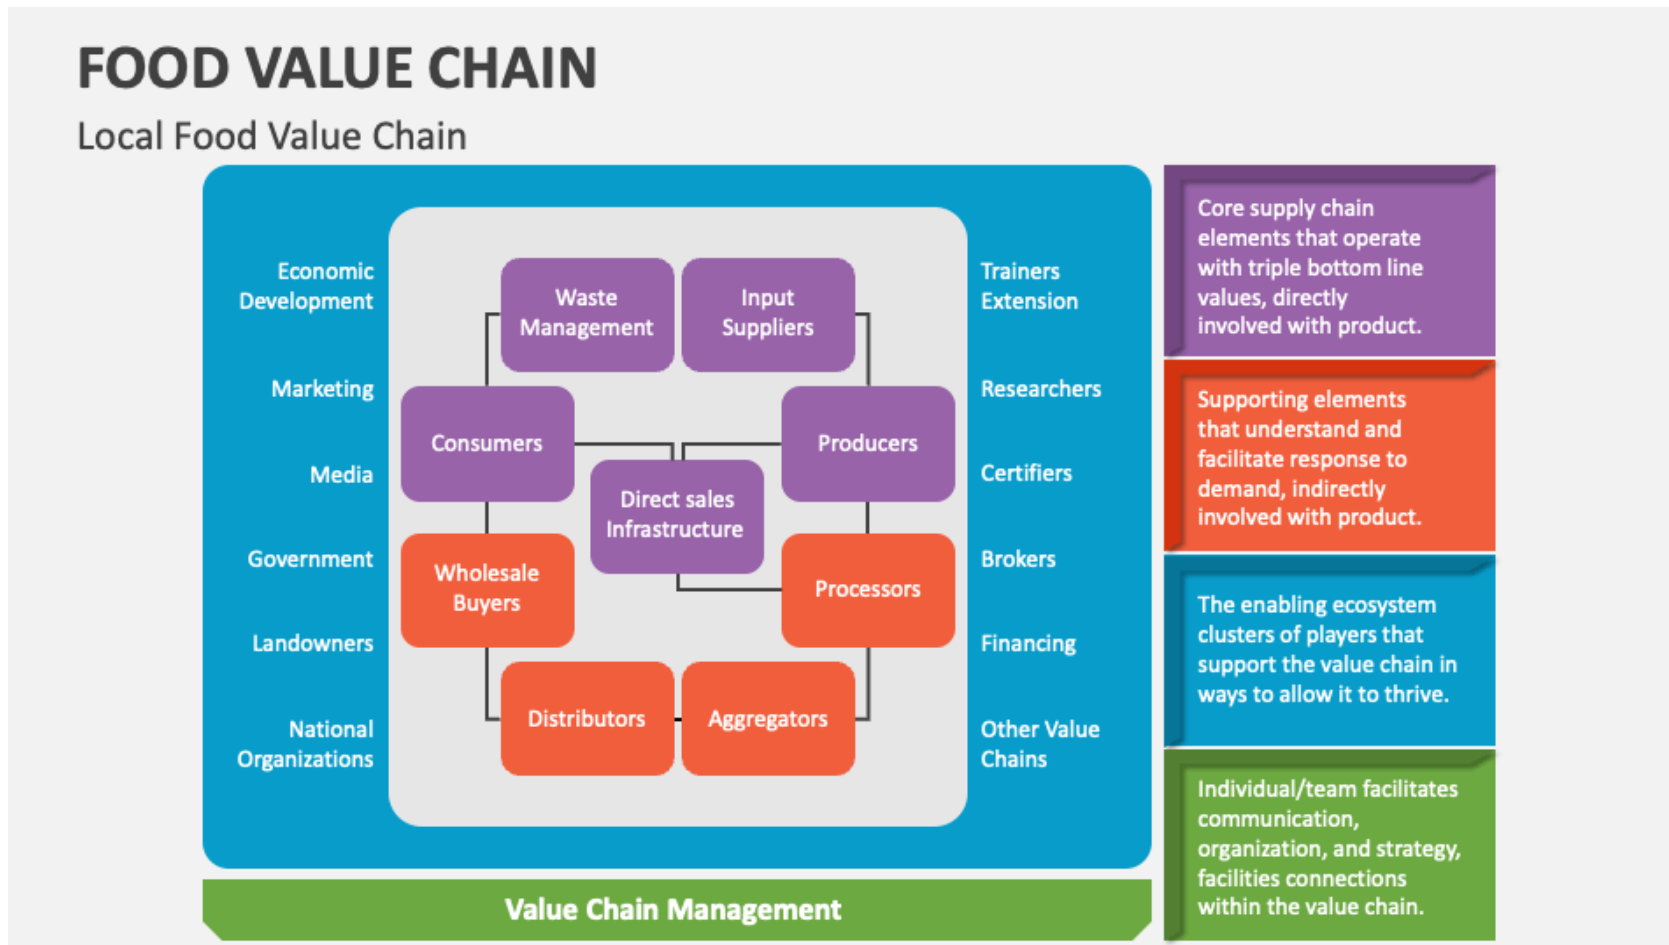 FOOD VALUE CHAIN
Local Food Value Chain
Economic
Development
Marketing
Media
Government
Landowners
National
Organizations
Waste
Management
Input
Suppliers
Consumers
Producers
Direct sales
Infrastructure
Wholesale
Buyers
Processors
Distributors
Aggregators
Trainers
Extension
Researchers
Certifiers
Brokers
Financing
Other Value
Chains
Value Chain Management
Core supply chain
elements that operate
with triple bottom line
values, directly
involved with product.
Supporting elements
that understand and
facilitate response to
demand, indirectly
involved with product.
The enabling ecosystem
clusters of players that
support the value chain in
ways to allow it to thrive.
Individual/team facilitates
communication,
organization, and strategy,
facilities connections
within the value chain.